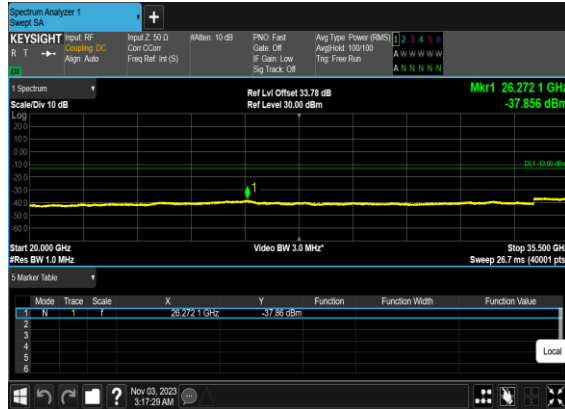 Spectrum Analyzer 1
Swept SA
+
KEYSIGHT Input: RF Input Z: 50 Ω #Atten: 10 dB PNO: Fast Avg Type: Power (RMS) 1 2 3 4 5 6
R T Coupling: DC Corr CCorr Gate: Off Avg|Hold: 100/100 A W W W W W
Align: Auto Freq Ref: Int (S) IF Gain: Low Trig: Free Run
Sig Track: Off A N N N N N
1 Spectrum Ref Lvl Offset 33.78 dB Mkr1 26.272 1 GHz
Scale/Div 10 dB Ref Level 30.00 dBm -37.856 dBm
Log
20.0
10.0
0.00
-10.0 DL1 -13.00 dBm
-20.0
-30.0 1
-40.0
-50.0
-60.0
Start 20.000 GHz Video BW 3.0 MHz* Stop 35.500 GHz
#Res BW 1.0 MHz Sweep 26.7 ms (40001 pts)
5 Marker Table
Mode Trace Scale X Y Function Function Width Function Value
1 N 1 f 26.272 1 GHz -37.86 dBm
2
3
4
5
6
Local
? Nov 03, 2023
3:17:29 AM